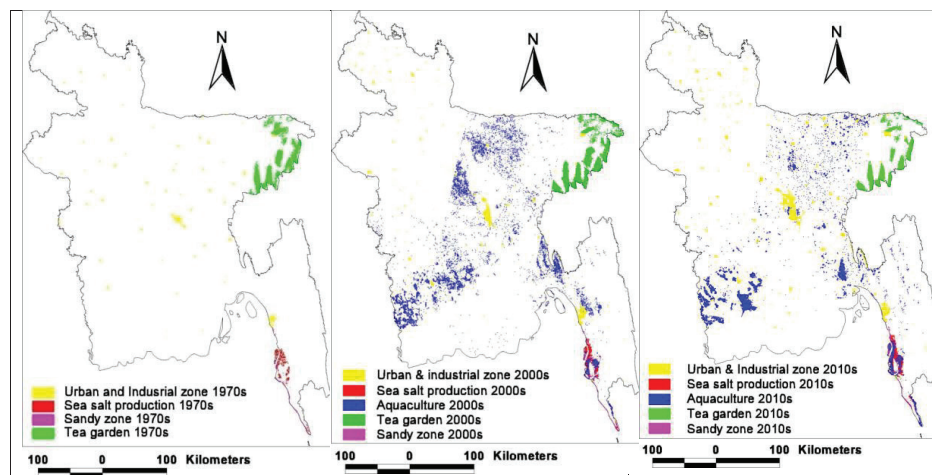 N
Urban and Indusrial zone 1970s
Sea salt production 1970s
Sandy zone 1970s
Tea garden 1970s
100 0 100 Kilometers
N
Urban & industrial zone 2000s
Sea salt production 2000s
Aquaculture 2000s
Tea garden 2000s
Sandy zone 2000s
100 0 100 Kilometers
N
Urban & Industrial zone 2010s
Sea salt production 2010s
Aquaculture 2010s
Tea garden 2010s
Sandy zone 2010s
100 0 100 Kilometers